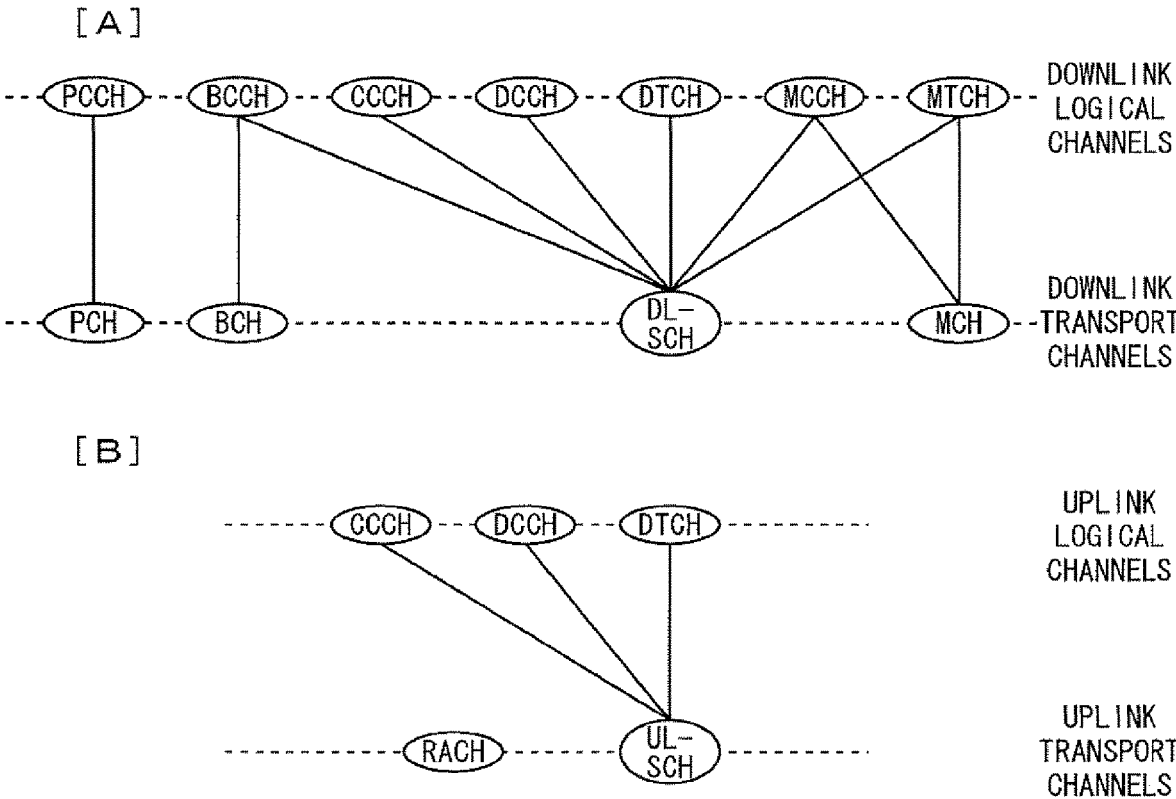 [A]
PCCH BCCH CCCH DCCH DTCH MCCH MTCH
DOWNLINK
LOGICAL
CHANNELS
PCH BCH
DL-
SCH
MCH
DOWNLINK
TRANSPORT
CHANNELS
[B]
CCCH DCCH DTCH
UPLINK
LOGICAL
CHANNELS
RACH
UL-
SCH
UPLINK
TRANSPORT
CHANNELS